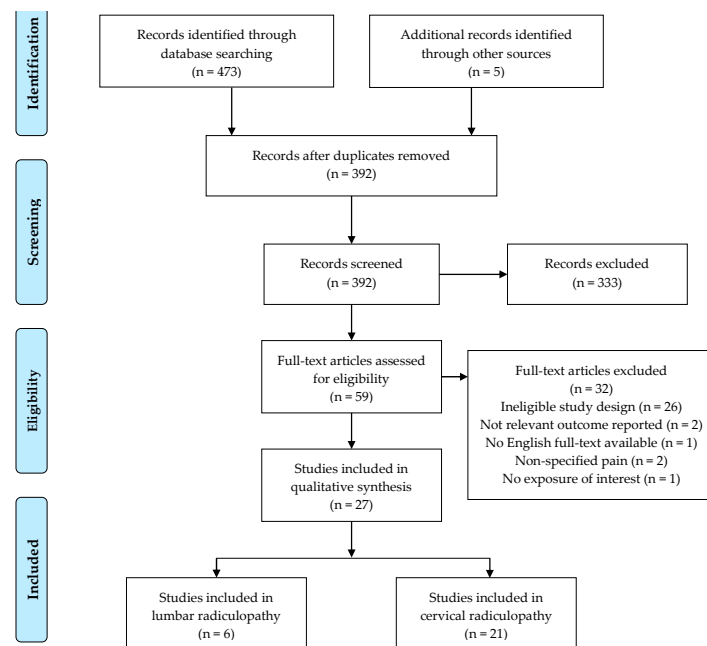 Identification
Records identified through
database searching
(n = 473)
Additional records identified
through other sources
(n = 5)
Records after duplicates removed
(n = 392)
Screening
Records screened
(n = 392)
Records excluded
(n = 333)
Eligibility
Full-text articles assessed
for eligibility
(n = 59)
Full-text articles excluded
(n = 32)
Ineligible study design (n = 26)
Not relevant outcome reported (n = 2)
No English full-text available (n = 1)
Non-specified pain (n = 2)
No exposure of interest (n = 1)
Studies included in
qualitative synthesis
(n = 27)
Included
Studies included in
lumbar radiculopathy
(n = 6)
Studies included in
cervical radiculopathy
(n = 21)